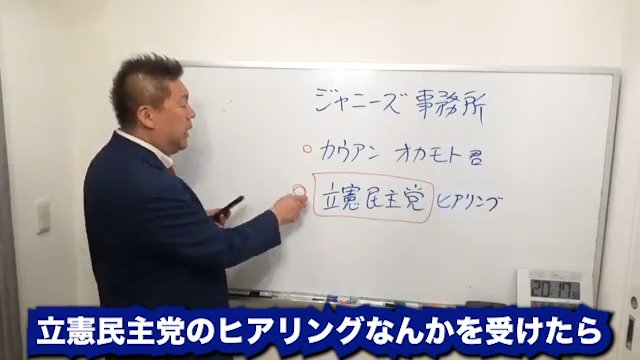 ジャニーズ事務所
○ カウアン オカモト君
○ 立憲民主党 ヒアリング
20:17
立憲民主党のヒアリングなんかを受けたら